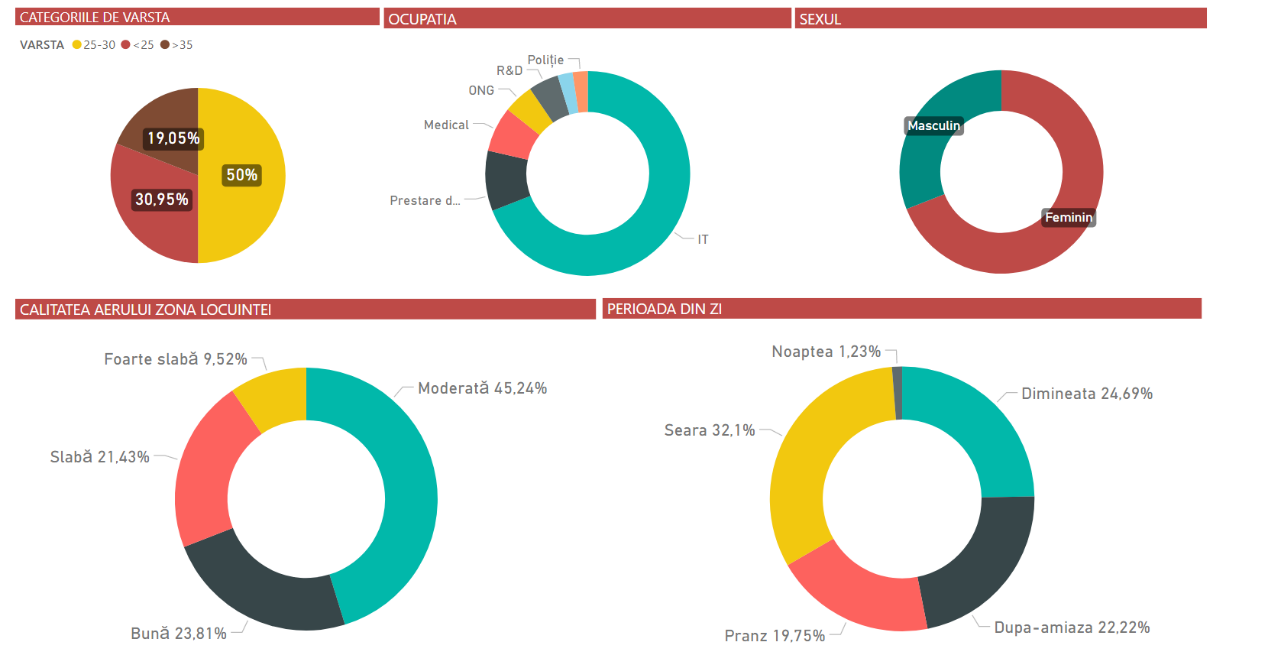 CATEGORIILE DE VARSTA
VARSTA 25-30 <25 >35
19,05%
50%
30,95%
OCUPATIA
Poliție
R&D
ONG
Medical
Prestare d...
IT
SEXUL
Masculin
Feminin
CALITATEA AERULUI ZONA LOCUINTEI
Foarte slabă 9,52%
Moderată 45,24%
Slabă 21,43%
Bună 23,81%
PERIOADA DIN ZI
Noaptea 1,23%
Dimineata 24,69%
Seara 32,1%
Pranz 19,75%
Dupa-amiaza 22,22%